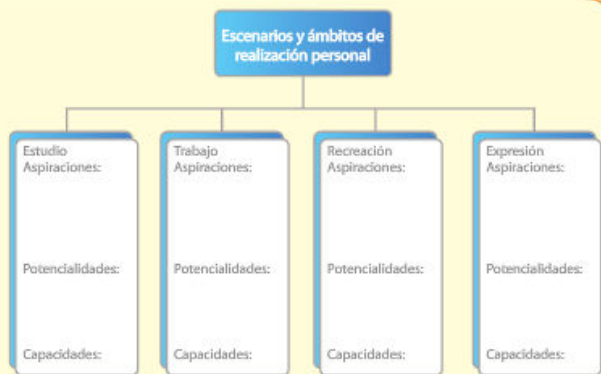 Escenarios y ámbitos de
realización personal
Estudio
Aspiraciones:
Potencialidades:
Capacidades:
Trabajo
Aspiraciones:
Potencialidades:
Capacidades:
Recreación
Aspiraciones:
Potencialidades:
Capacidades:
Expresión
Aspiraciones:
Potencialidades:
Capacidades: